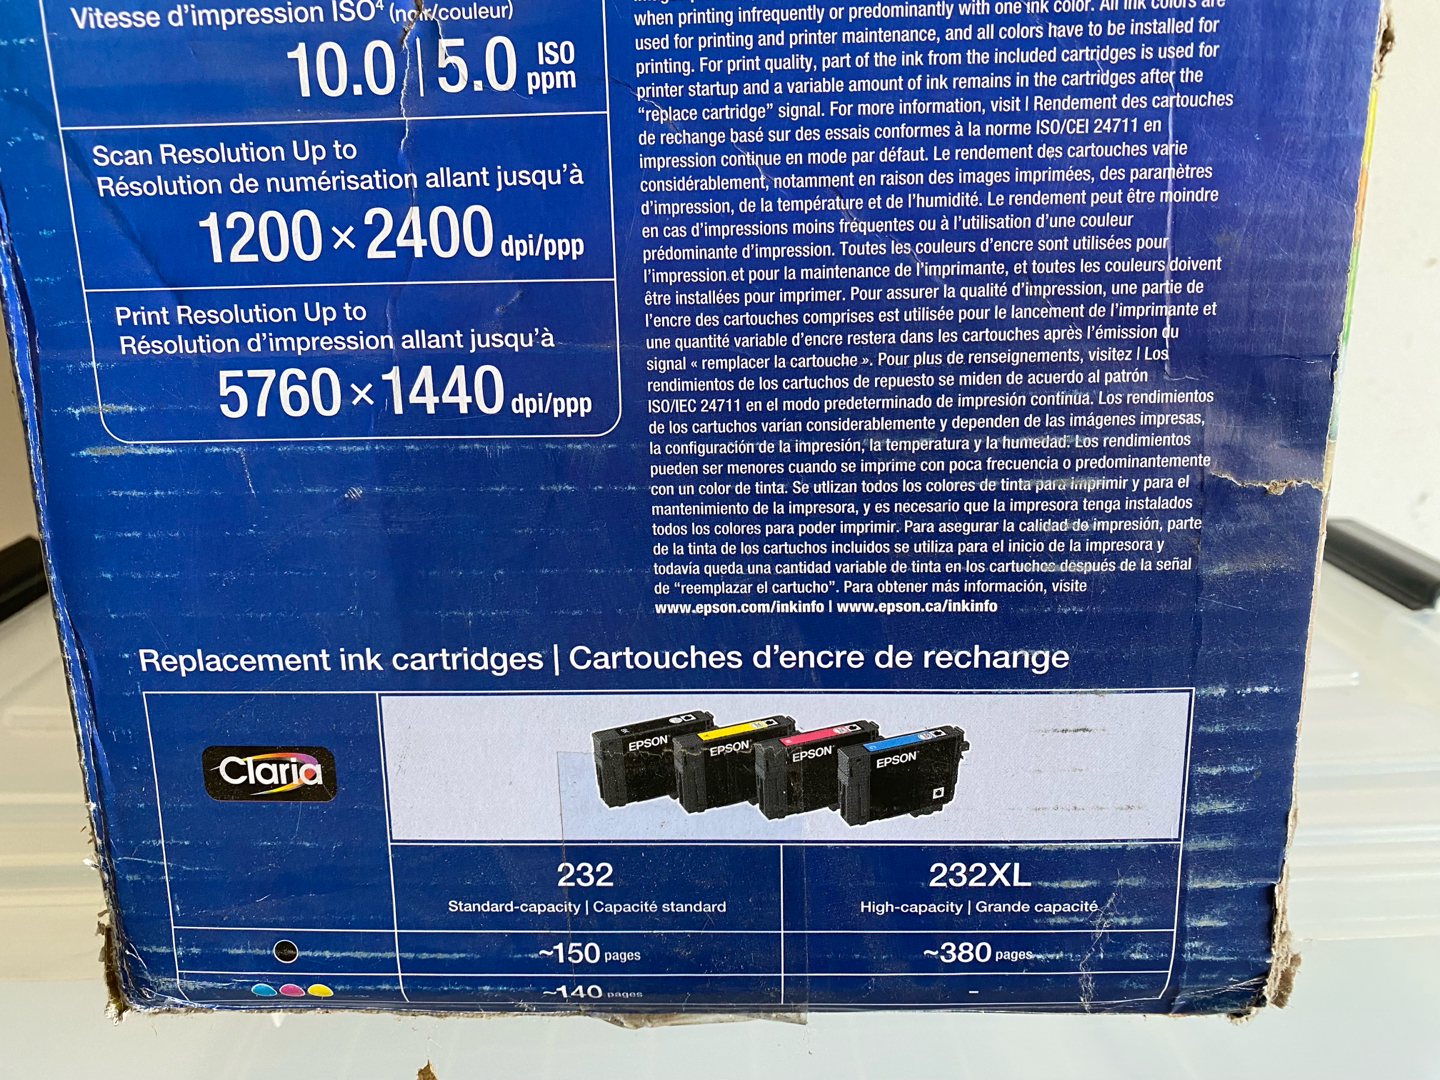 Vitesse d'impression ISO⁴ (noir/couleur)
10.0 | 5.0 ISO ppm
Scan Resolution Up to
Résolution de numérisation allant jusqu'à
1200 × 2400 dpi/ppp
Print Resolution Up to
Résolution d'impression allant jusqu'à
5760 × 1440 dpi/ppp
when printing infrequently or predominantly with one ink color. All ink colors are
used for printing and printer maintenance, and all colors have to be installed for
printing. For print quality, part of the ink from the included cartridges is used for
printer startup and a variable amount of ink remains in the cartridges after the
"replace cartridge" signal. For more information, visit | Rendement des cartouches
de rechange basé sur des essais conformes à la norme ISO/CEI 24711 en
impression continue en mode par défaut. Le rendement des cartouches varie
considérablement, notamment en raison des images imprimées, des paramètres
d'impression, de la température et de l'humidité. Le rendement peut être moindre
en cas d'impressions moins fréquentes ou à l'utilisation d'une couleur
prédominante d'impression. Toutes les couleurs d'encre sont utilisées pour
l'impression et pour la maintenance de l'imprimante, et toutes les couleurs doivent
être installées pour imprimer. Pour assurer la qualité d'impression, une partie de
l'encre des cartouches comprises est utilisée pour le lancement de l'imprimante et
une quantité variable d'encre restera dans les cartouches après l'émission du
signal « remplacer la cartouche ». Pour plus de renseignements, visitez | Los
rendimientos de los cartuchos de repuesto se miden de acuerdo al patrón
ISO/IEC 24711 en el modo predeterminado de impresión continua. Los rendimientos
de los cartuchos varían considerablemente y dependen de las imágenes impresas,
la configuración de la impresión, la temperatura y la humedad. Los rendimientos
pueden ser menores cuando se imprime con poca frecuencia o predominantemente
con un color de tinta. Se utlizan todos los colores de tinta para imprimir y para el
mantenimiento de la impresora, y es necesario que la impresora tenga instalados
todos los colores para poder imprimir. Para asegurar la calidad de impresión, parte
de la tinta de los cartuchos incluidos se utiliza para el inicio de la impresora y
todavía queda una cantidad variable de tinta en los cartuchos después de la señal
de "reemplazar el cartucho". Para obtener más información, visite
www.epson.com/inkinfo | www.epson.ca/inkinfo
Replacement ink cartridges | Cartouches d'encre de rechange
Claria
EPSON
EPSON
EPSON
EPSON
232
Standard-capacity | Capacité standard
232XL
High-capacity | Grande capacité
~150 pages
~380 pages
~140 pages
–